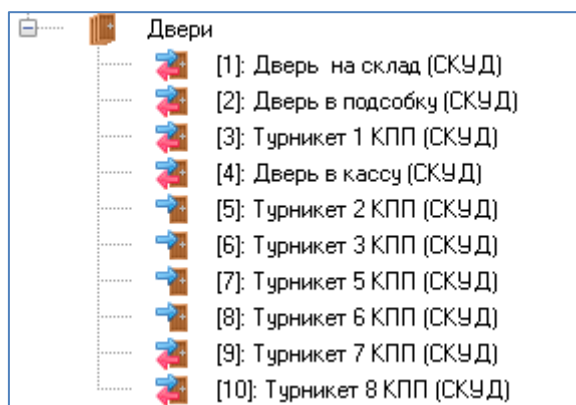 Двери
[1]: Дверь на склад (СКУД)
[2]: Дверь в подсобку (СКУД)
[3]: Турникет 1 КПП (СКУД)
[4]: Дверь в кассу (СКУД)
[5]: Турникет 2 КПП (СКУД)
[6]: Турникет 3 КПП (СКУД)
[7]: Турникет 5 КПП (СКУД)
[8]: Турникет 6 КПП (СКУД)
[9]: Турникет 7 КПП (СКУД)
[10]: Турникет 8 КПП (СКУД)